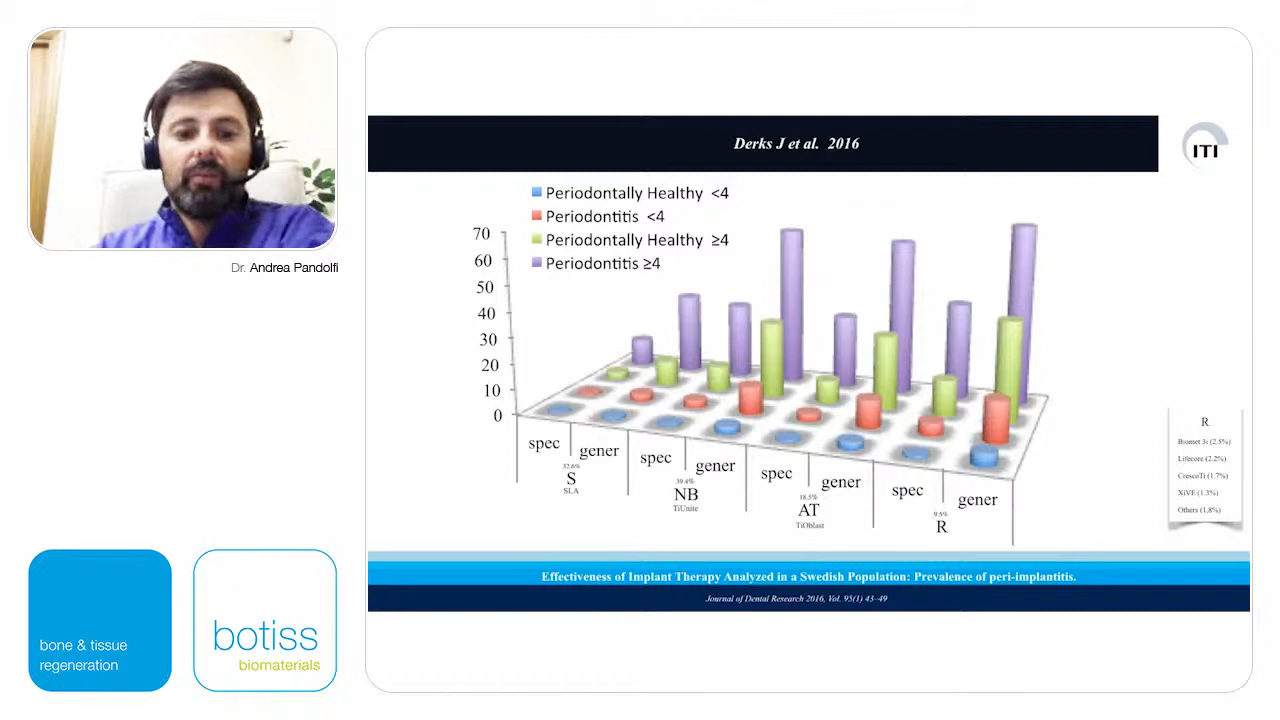 Dr. Andrea Pandolfi
bone & tissue
regeneration
botiss
biomaterials
Derks J et al. 2016
ITI
Periodontally Healthy <4
Periodontitis <4
Periodontally Healthy ≥4
Periodontitis ≥4
70
60
50
40
30
20
10
0
spec gener spec gener spec gener spec gener
32.6%
S
SLA
39.4%
NB
TiUnite
18.5%
AT
TiOblast
9.5%
R
R
Biomet 3i (2.5%)
Lifecore (2.2%)
CrescoTi (1.7%)
XiVE (1.3%)
Others (1,8%)
Effectiveness of Implant Therapy Analyzed in a Swedish Population: Prevalence of peri-implantitis.
Journal of Dental Research 2016, Vol. 95(1) 43–49